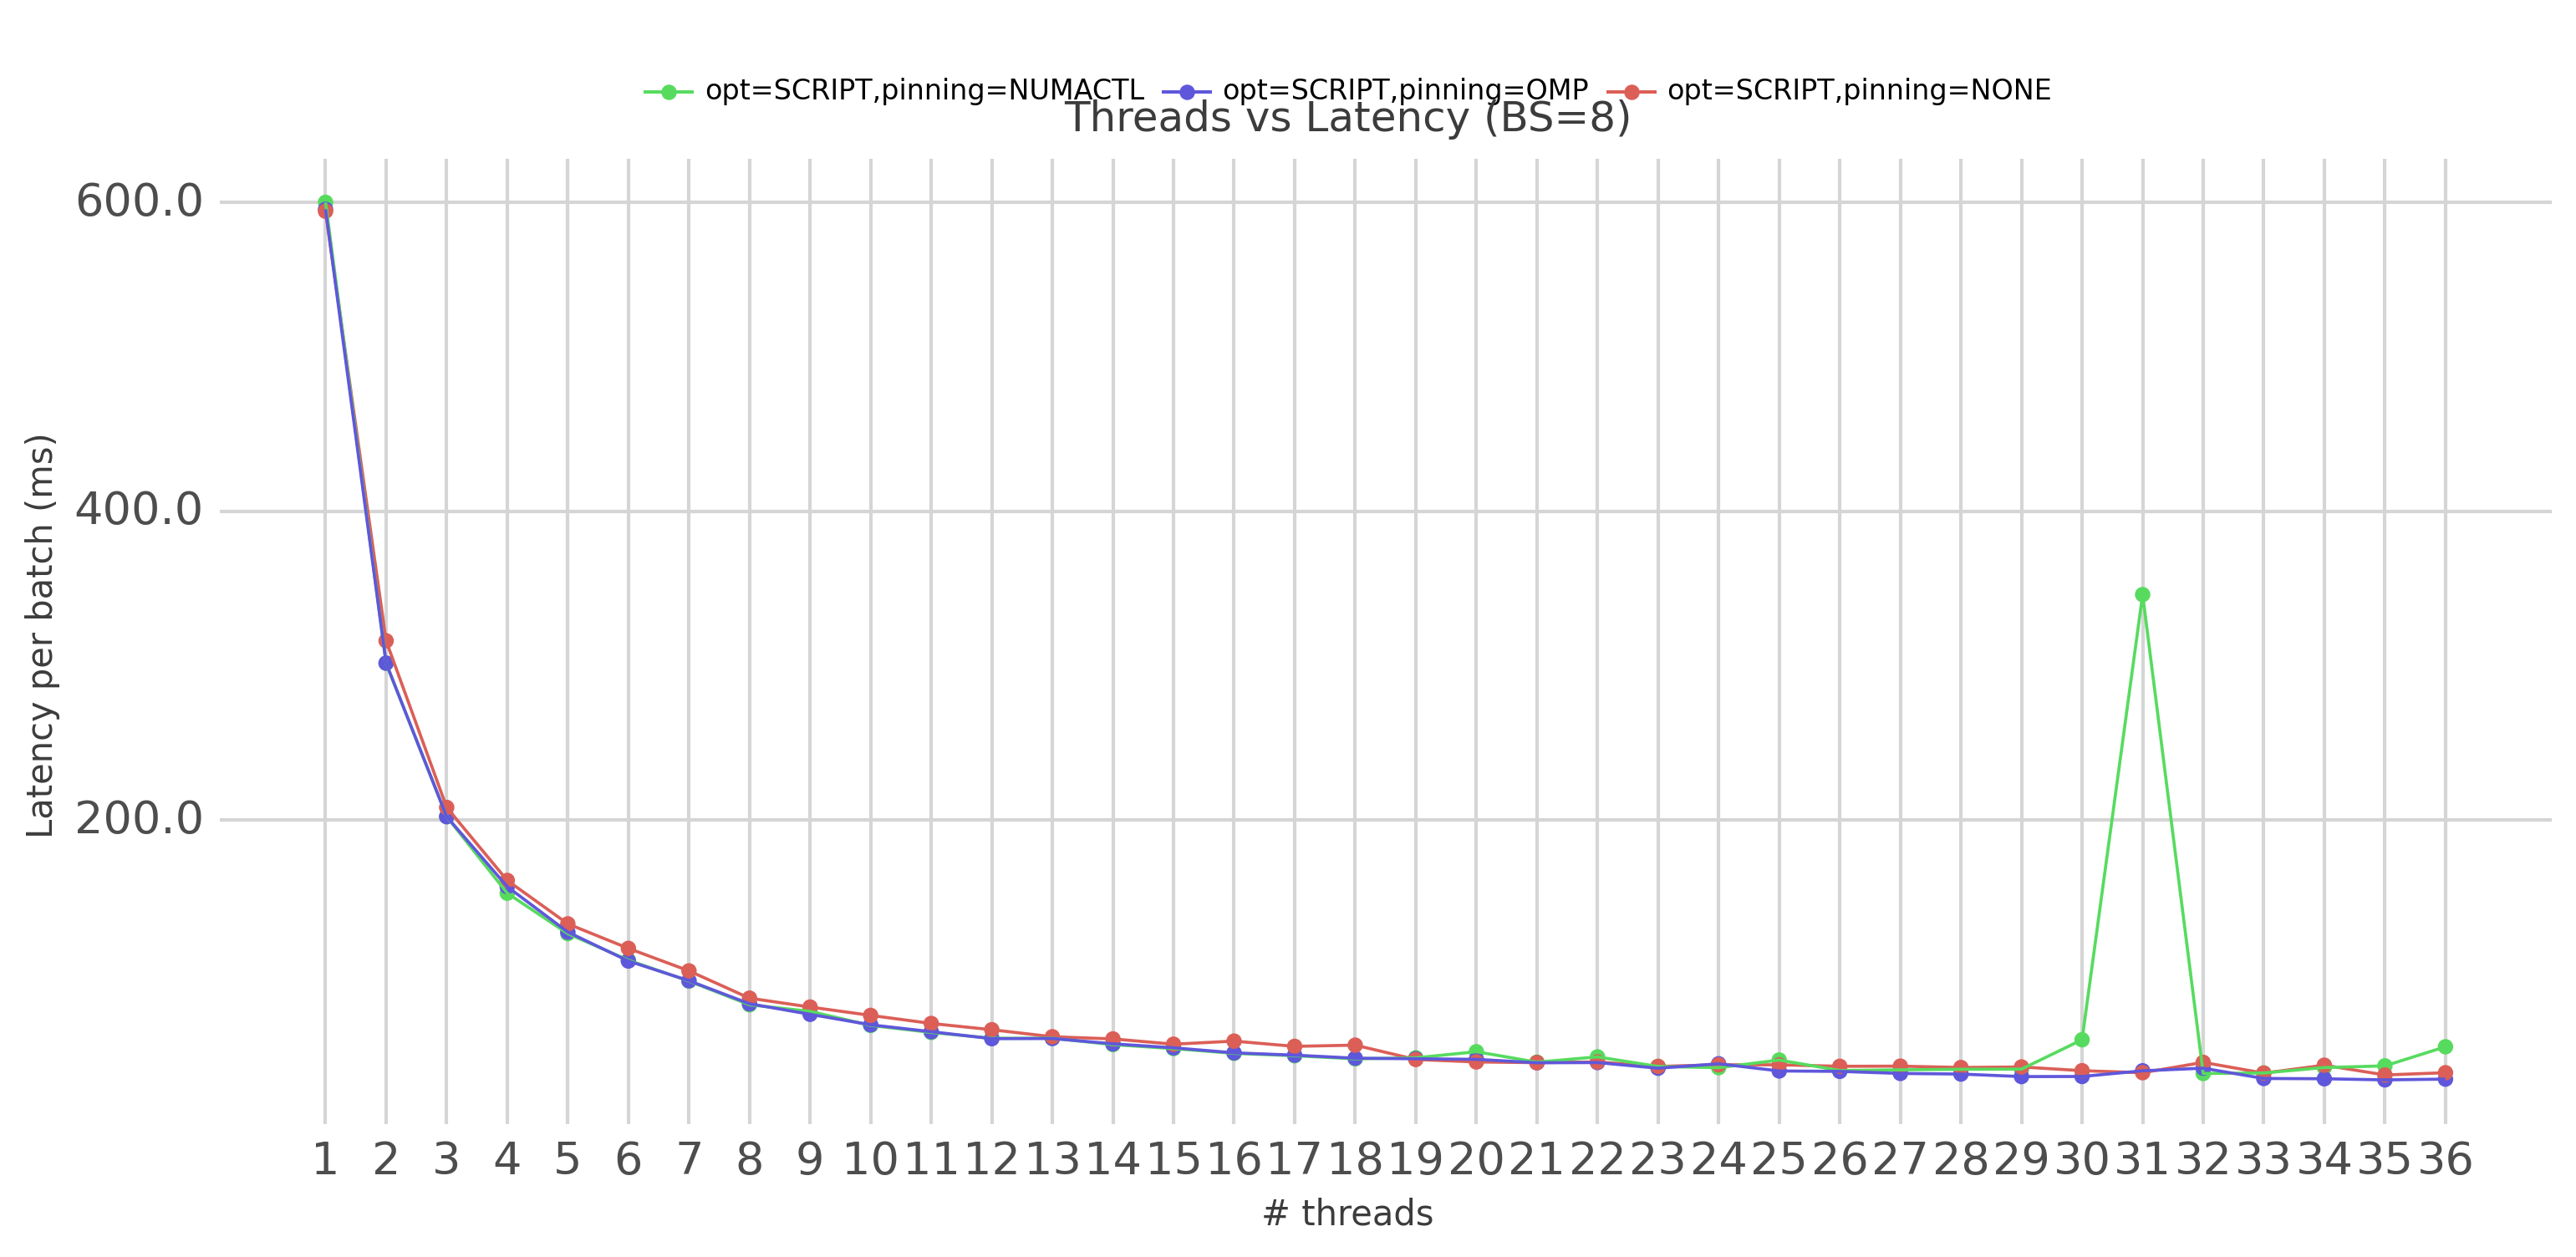 opt=SCRIPT,pinning=NUMACTL opt=SCRIPT,pinning=OMP opt=SCRIPT,pinning=NONE
Threads vs Latency (BS=8)
600.0
400.0
200.0
Latency per batch (ms)
1 2 3 4 5 6 7 8 9 10 11 12 13 14 15 16 17 18 19 20 21 22 23 24 25 26 27 28 29 30 31 32 33 34 35 36
# threads